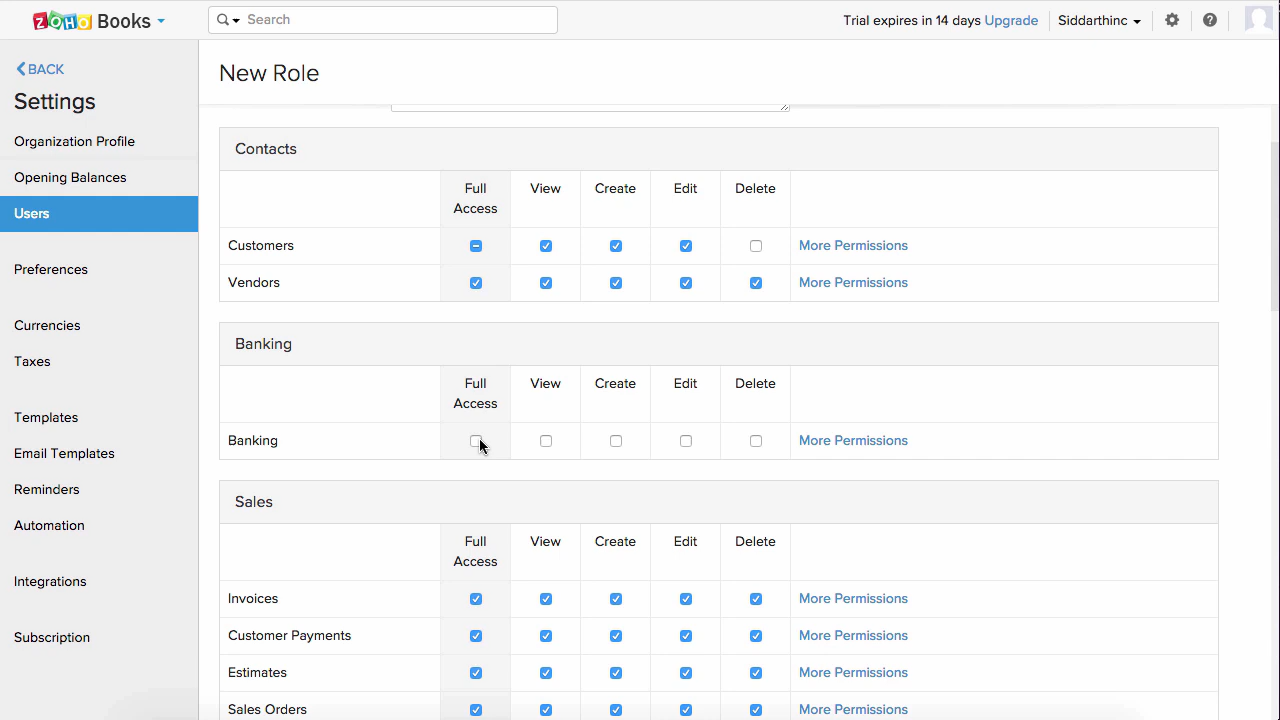 ZOHO Books
Search
Trial expires in 14 days Upgrade
Siddarthinc
BACK
Settings
Organization Profile
Opening Balances
Users
Preferences
Currencies
Taxes
Templates
Email Templates
Reminders
Automation
Integrations
Subscription
New Role
Contacts
Full Access View Create Edit Delete
Customers More Permissions
Vendors More Permissions
Banking
Full Access View Create Edit Delete
Banking More Permissions
Sales
Full Access View Create Edit Delete
Invoices More Permissions
Customer Payments More Permissions
Estimates More Permissions
Sales Orders More Permissions